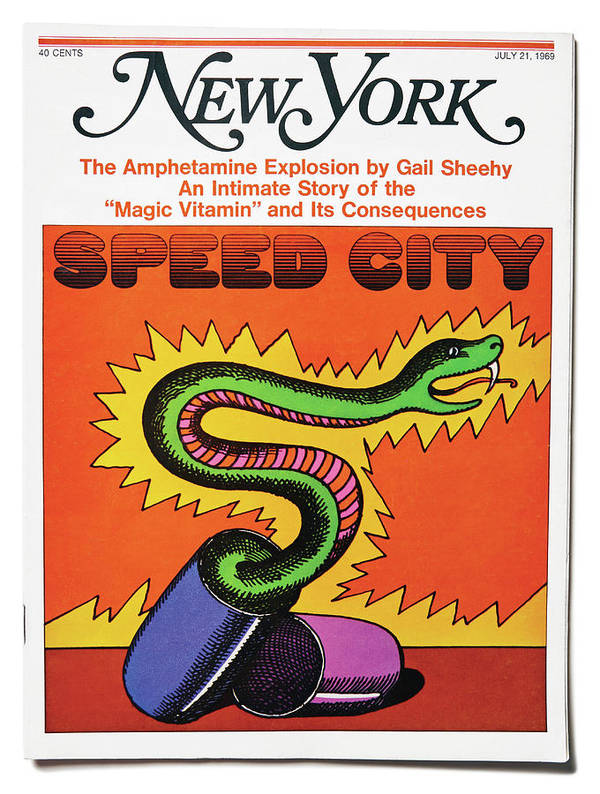 40 CENTS
JULY 21, 1969
NEW YORK
The Amphetamine Explosion by Gail Sheehy
An Intimate Story of the
“Magic Vitamin” and Its Consequences
SPEED CITY